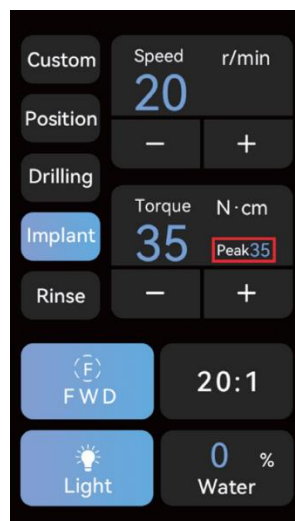 Custom
Position
Drilling
Implant
Rinse
Speed r/min
20
− +
Torque N·cm
35 Peak35
− +
(F)
FWD
20:1
Light
0 %
Water